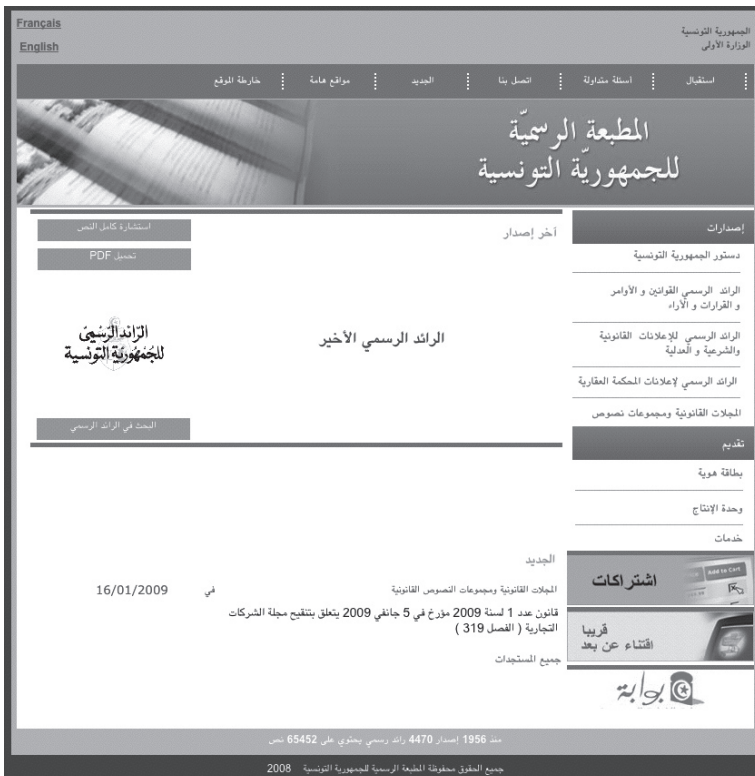 Français
English
الجمهورية التونسية
الوزارة الأولى
استقبال
اسئلة متداولة
اتصل بنا
الجديد
مواقع هامة
خارطة الموقع
المطبعة الرسميّة
للجمهوريّة التونسية
إصدارات
دستور الجمهورية التونسية
الرائد الرسمي القوانين و الأوامر
و القرارات و الأراء
الرائد الرسمي للإعلانات القانونية
والشرعية و العدلية
الرائد الرسمي لإعلانات المحكمة العقارية
المجلات القانونية ومجموعات نصوص
تقديم
بطاقة هوية
وحدة الإنتاج
خدمات
اشتراكات
Add to Cart
قريبا
اقتناء عن بعد
بوابة
أخر إصدار
استشارة كامل النص
تحميل PDF
الرائد الرسمي الأخير
الرائد الرسمي
للجمهورية التونسية
البحث في الرائد الرسمي
الجديد
المجلات القانونية ومجموعات النصوص القانونية في 16/01/2009
قانون عدد 1 لسنة 2009 مؤرخ في 5 جانفي 2009 يتعلق بتنقيح مجلة الشركات
التجارية ( الفصل 319 )
جميع المستجدات
منذ 1956 إصدار 4470 رائد رسمي يحتوي على 65452 نص
جميع الحقوق محفوظة المطبعة الرسمية للجمهورية التونسية 2008